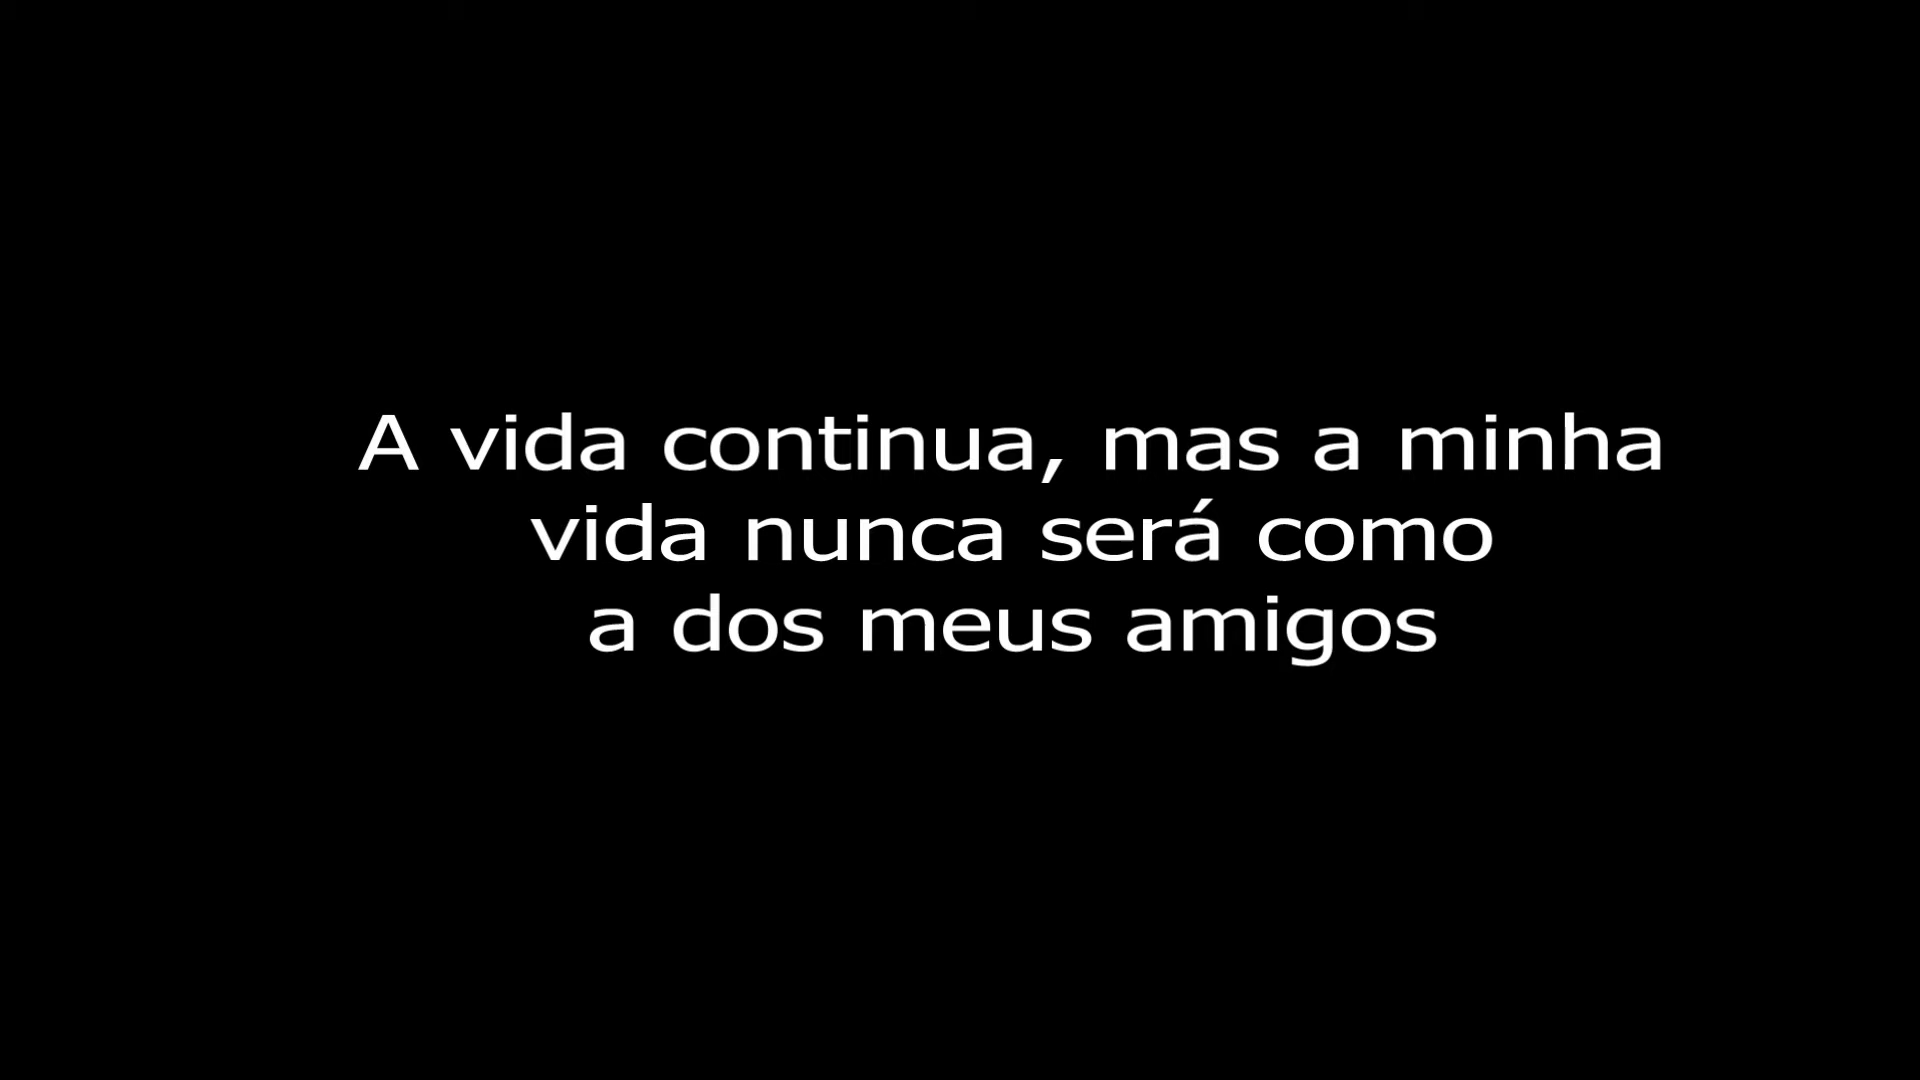 A vida continua, mas a minha
vida nunca será como
a dos meus amigos